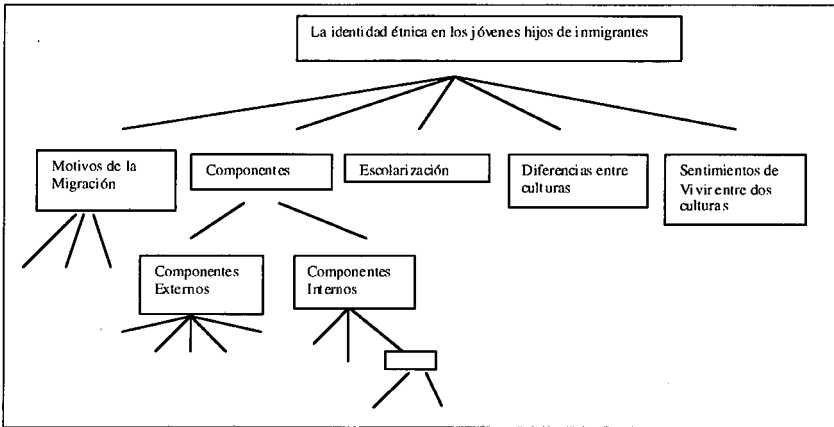 La identidad étnica en los jóvenes hijos de inmigrantes
Motivos de la
Migración
Componentes
Escolarización
Diferencias entre
culturas
Sentimientos de
Vivir entre dos
culturas
Componentes
Externos
Componentes
Internos